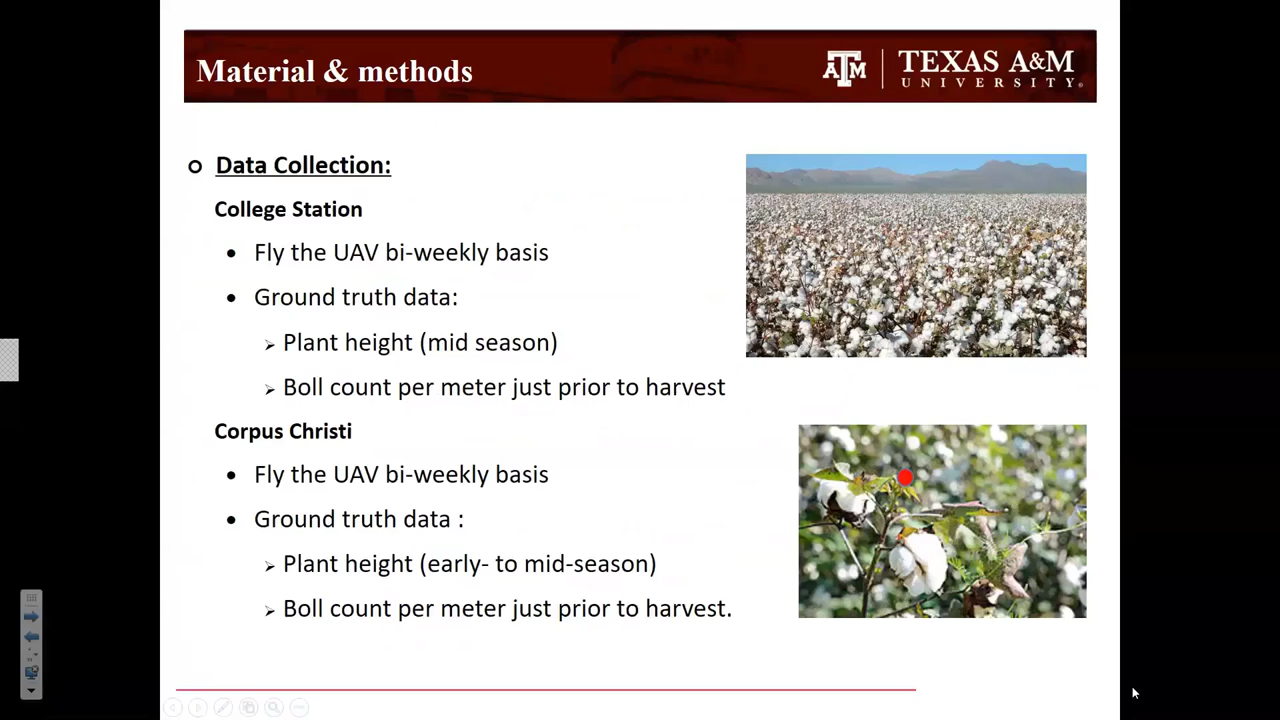 Material & methods
ATM
TEXAS A&M
UNIVERSITY®
Data Collection:
College Station
Fly the UAV bi-weekly basis
Ground truth data:
Plant height (mid season)
Boll count per meter just prior to harvest
Corpus Christi
Fly the UAV bi-weekly basis
Ground truth data :
Plant height (early- to mid-season)
Boll count per meter just prior to harvest.